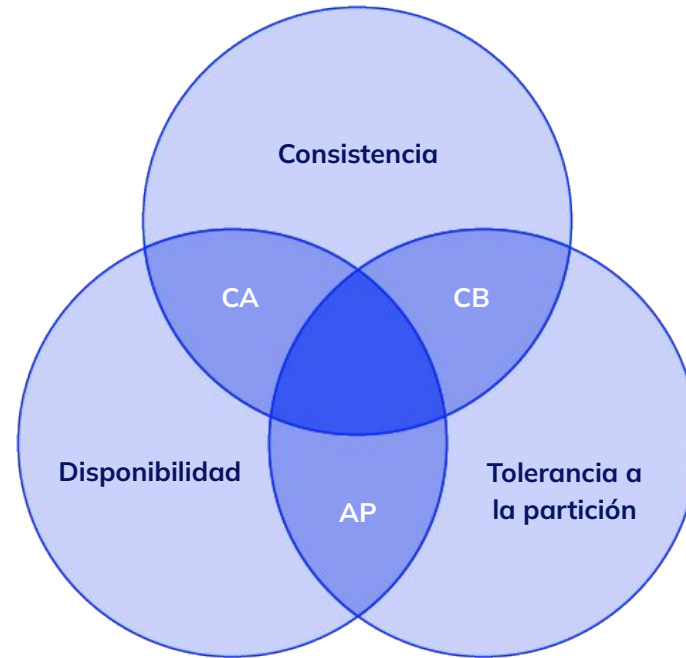 Consistencia
CA
CB
Disponibilidad
Tolerancia a
la partición
AP